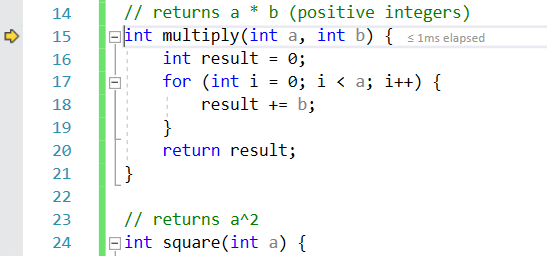 14 // returns a * b (positive integers)
15 int multiply(int a, int b) { ≤ 1ms elapsed
16 int result = 0;
17 for (int i = 0; i < a; i++) {
18 result += b;
19 }
20 return result;
21 }
22
23 // returns a^2
24 int square(int a) {